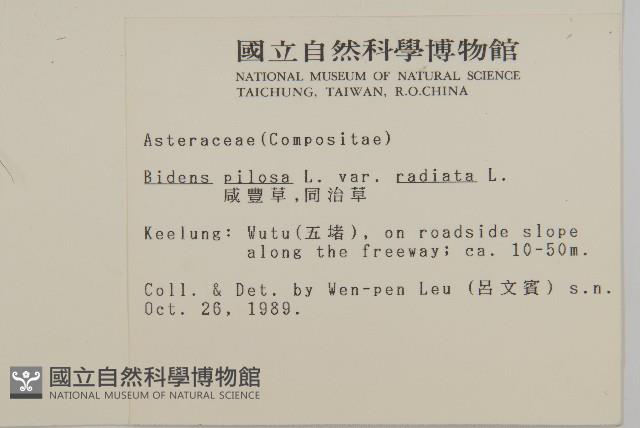 國立自然科學博物館
NATIONAL MUSEUM OF NATURAL SCIENCE
TAICHUNG, TAIWAN, R.O.CHINA
Asteraceae(Compositae)
Bidens pilosa L. var. radiata L.
咸豐草,同治草
Keelung: Wutu(五堵), on roadside slope
along the freeway; ca. 10-50m.
Coll. & Det. by Wen-pen Leu (呂文賓) s.n.
Oct. 26, 1989.
國立自然科學博物館
NATIONAL MUSEUM OF NATURAL SCIENCE